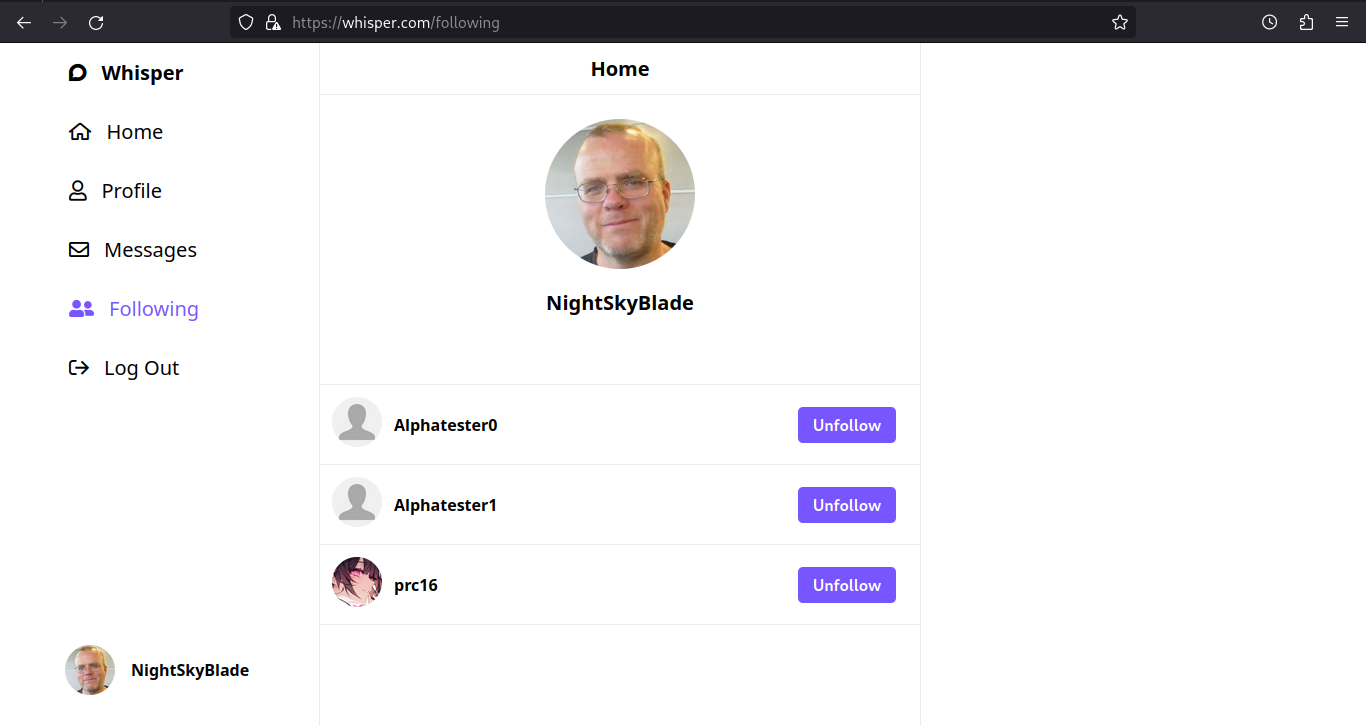 https://whisper.com/following
Whisper
Home
Profile
Messages
Following
Log Out
NightSkyBlade
Home
NightSkyBlade
Alphatester0
Unfollow
Alphatester1
Unfollow
prc16
Unfollow